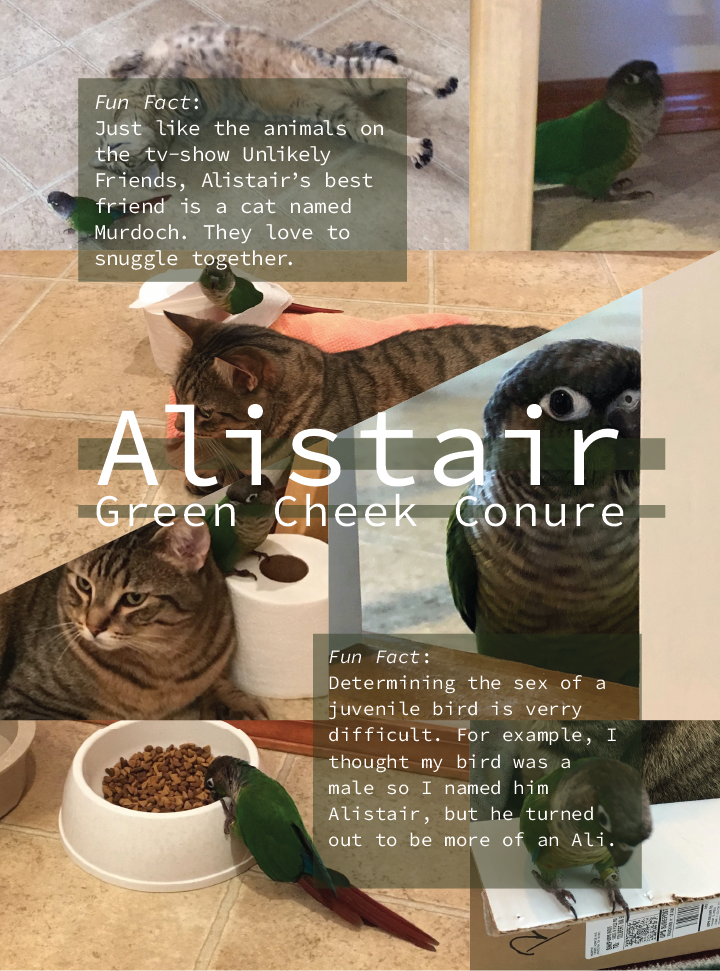 Fun Fact:
Just like the animals on
the tv-show Unlikely
Friends, Alistair’s best
friend is a cat named
Murdoch. They love to
snuggle together.
Alistair
Green Cheek Conure
Fun Fact:
Determining the sex of a
juvenile bird is verry
difficult. For example, I
thought my bird was a
male so I named him
Alistair, but he turned
out to be more of an Ali.